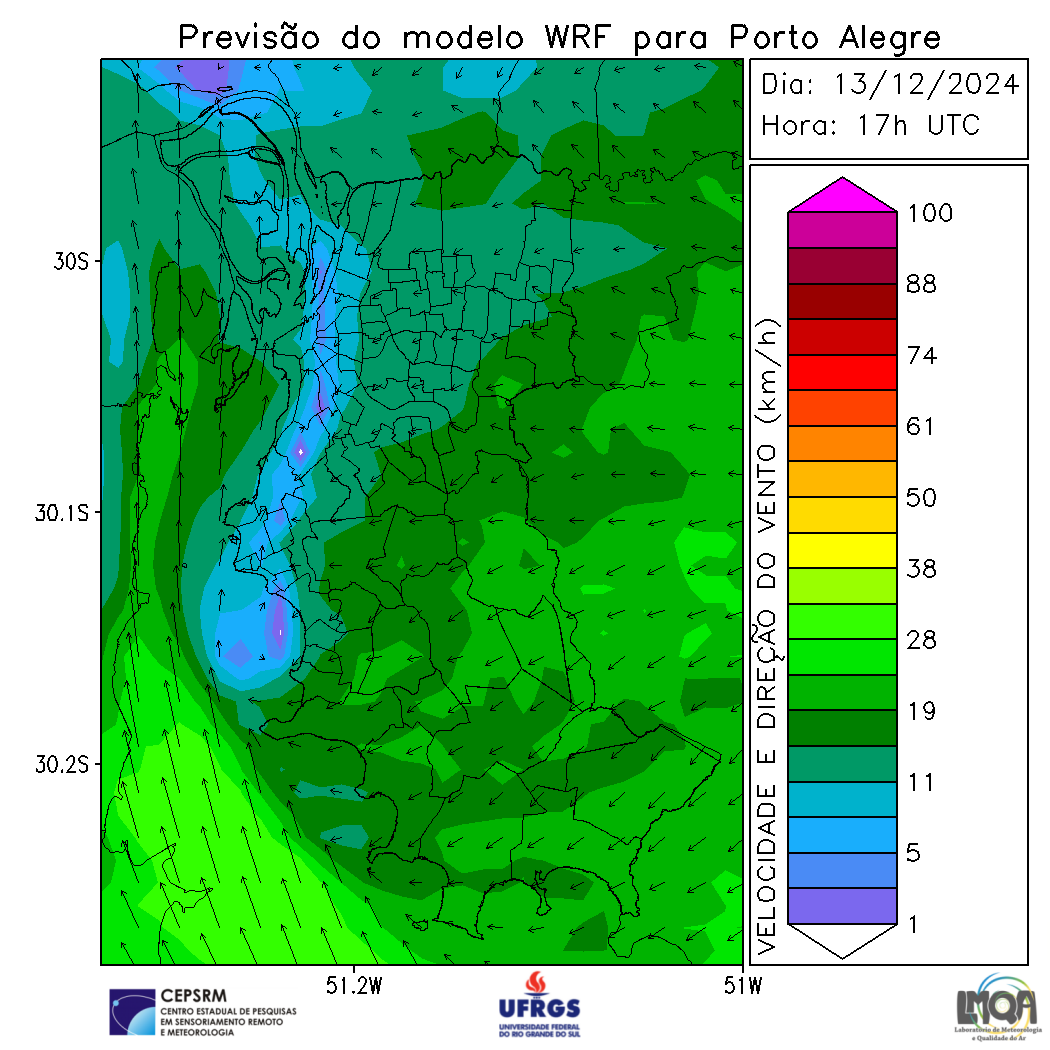 Previsão do modelo WRF para Porto Alegre
Dia: 13/12/2024
Hora: 17h UTC
30S
30.1S
30.2S
51.2W
51W
VELOCIDADE E DIREÇÃO DO VENTO (km/h)
100
88
74
61
50
38
28
19
11
5
1
CEPSRM
CENTRO ESTADUAL DE PESQUISAS
EM SENSORIAMENTO REMOTO
E METEOROLOGIA
UFRGS
UNIVERSIDADE FEDERAL
DO RIO GRANDE DO SUL
LMQA
Laboratório de Meteorologia
e Qualidade do Ar